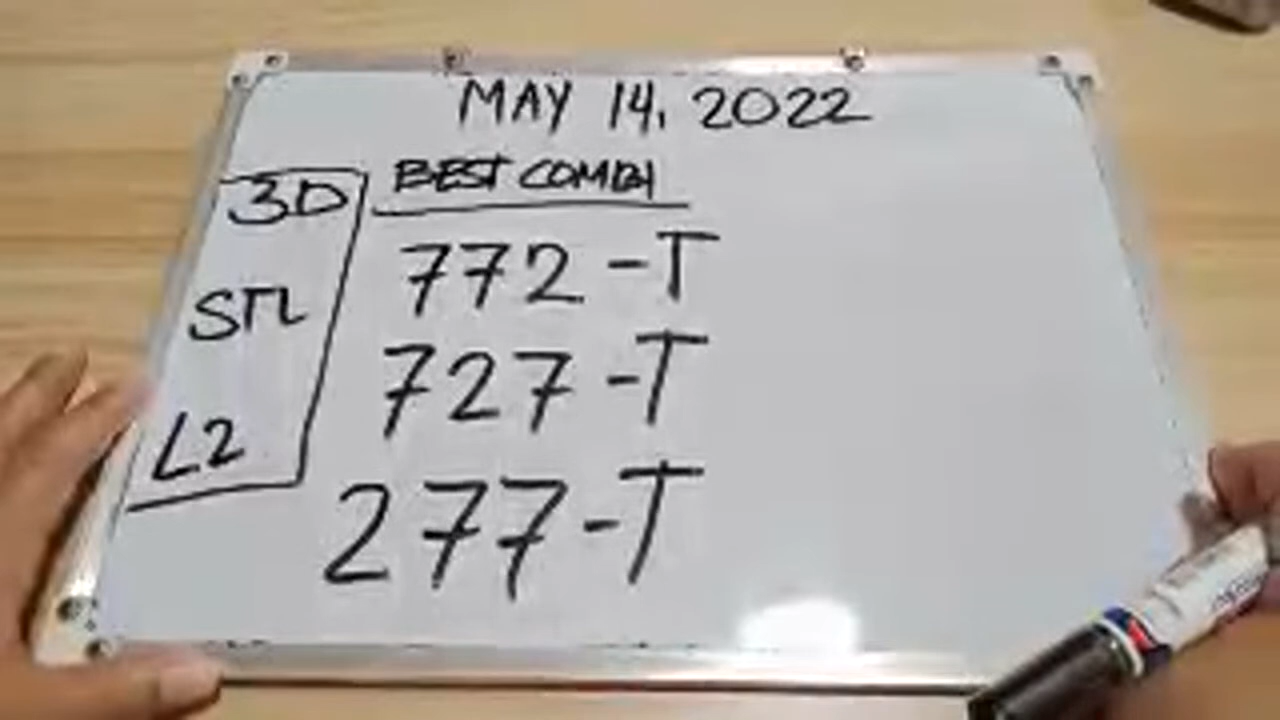 MAY 14, 2022
BEST COMBI
3D
STL
L2
772 -T
727 -T
277 -T